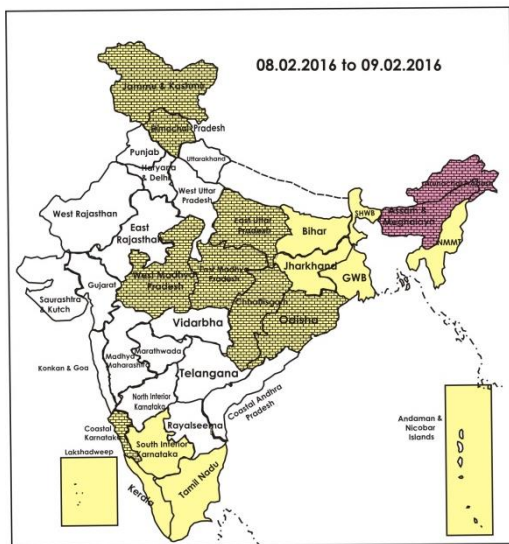 08.02.2016 to 09.02.2016
Jammu & Kashmir
Himachal Pradesh
Punjab
Uttarakhand
Haryana
& Delhi
West Uttar
Pradesh
West Rajasthan
East
Rajasthan
East Uttar
Pradesh
Bihar
SHWB
Arunachal Pradesh
Assam &
Meghalaya
NMMT
Jharkhand
GWB
West Madhya
Pradesh
East Madhya
Pradesh
Gujarat
Saurashtra
& Kutch
Chhattisgarh
Odisha
Vidarbha
Marathwada
Madhya
Maharashtra
Konkan & Goa
Telangana
North Interior
Karnataka
Coastal Andhra
Pradesh
Rayalseema
Coastal
Karnataka
South Interior
Karnataka
Andaman &
Nicobar
Islands
Lakshadweep
Kerala
Tamil Nadu